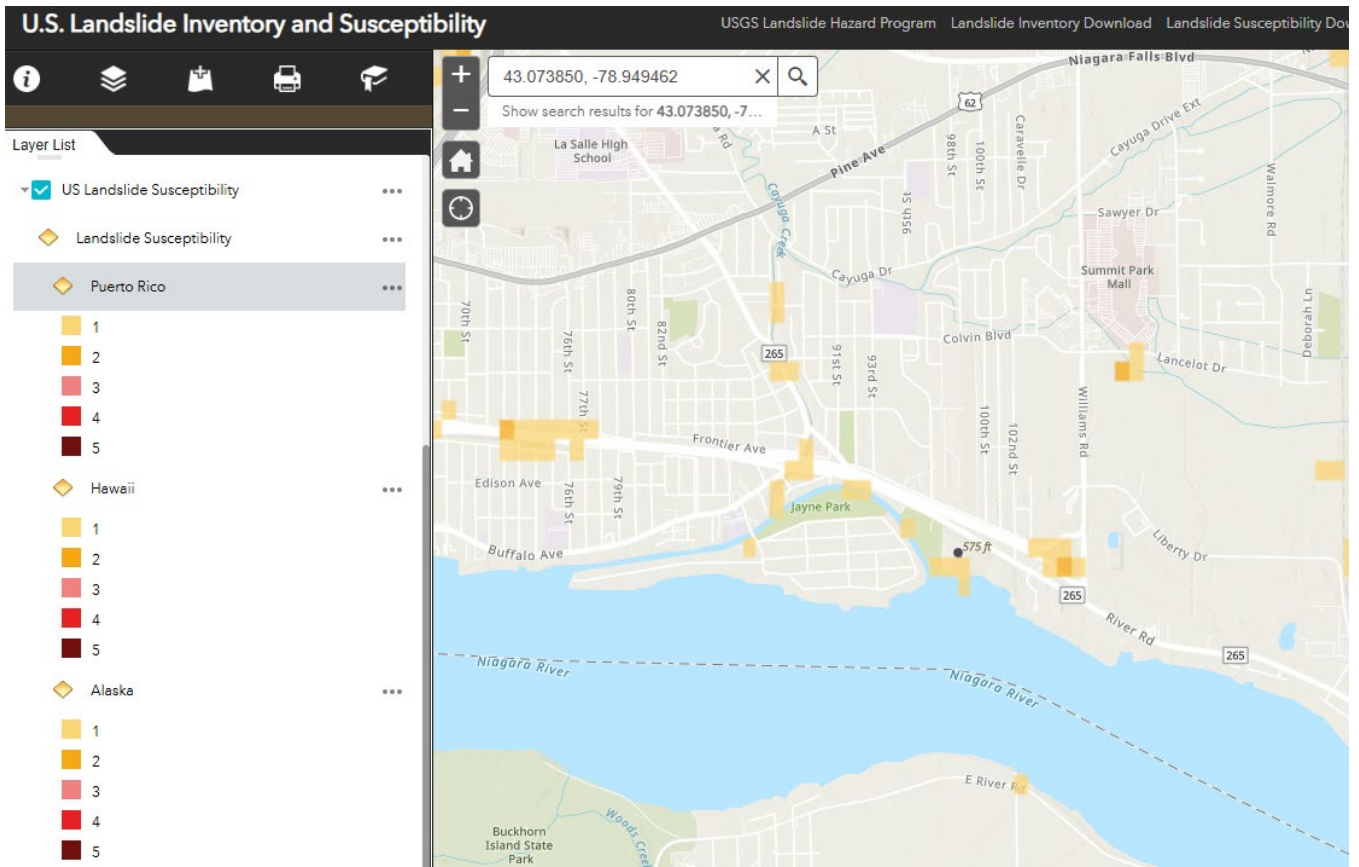 U.S. Landslide Inventory and Susceptibility
USGS Landslide Hazard Program Landslide Inventory Download Landslide Susceptibility Dow
Layer List
US Landslide Susceptibility
Landslide Susceptibility
Puerto Rico
1
2
3
4
5
Hawaii
1
2
3
4
5
Alaska
1
2
3
4
5
+
43.073850, -78.949462
Show search results for 43.073850, -7...
−
Niagara Falls Blvd
62
A St
La Salle High
School
Pine Ave
98th St
100th St
Caravelle Dr
Cayuga Drive Ext
Walmore Rd
Cayuga Creek
95th St
Sawyer Dr
Cayuga Dr
Summit Park
Mall
70th St
76th St
80th St
82nd St
265
91st St
93rd St
Colvin Blvd
Lancelot Dr
Deborah Ln
77th St
Frontier Ave
100th St
102nd St
Williams Rd
Edison Ave
76th St
79th St
Jayne Park
Buffalo Ave
575 ft
Liberty Dr
265
River Rd
265
Niagara River
Niagara River
E River Rd
Buckhorn
Island State
Park
Woods Creek